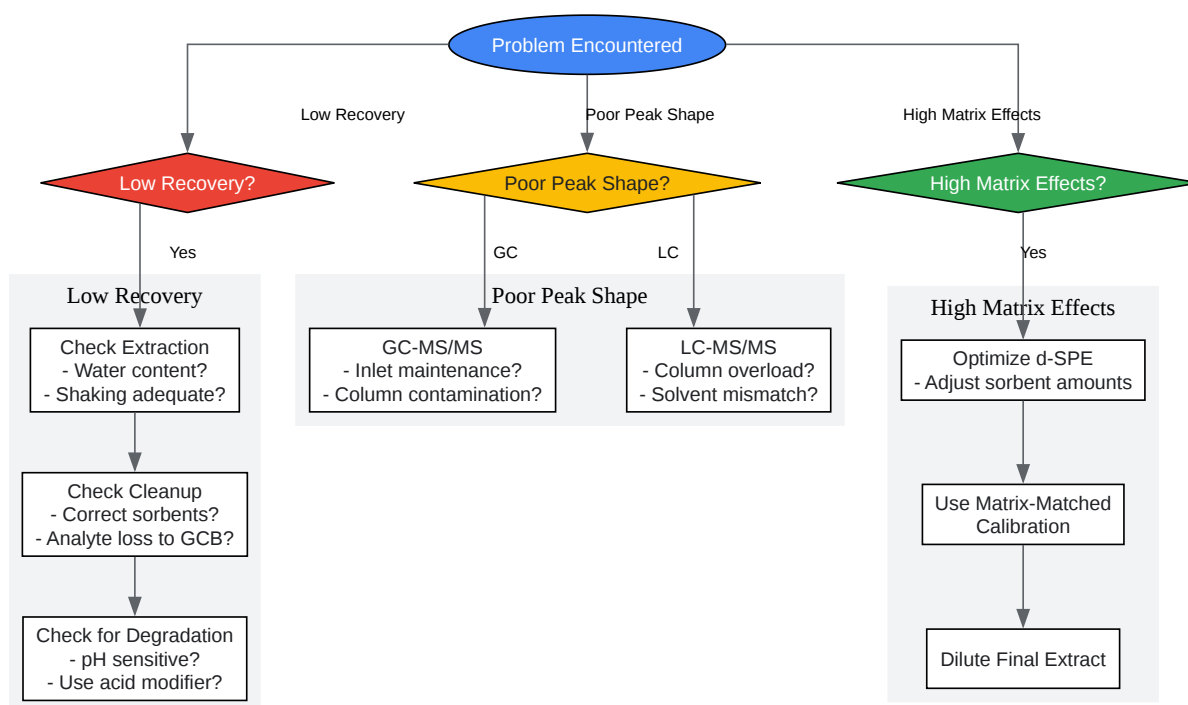 Problem Encountered
Low Recovery
Poor Peak Shape
High Matrix Effects
Low Recovery?
Poor Peak Shape?
High Matrix Effects?
Yes
GC
LC
Yes
Low Recovery
Poor Peak Shape
High Matrix Effects
Check Extraction
- Water content?
- Shaking adequate?
GC-MS/MS
- Inlet maintenance?
- Column contamination?
LC-MS/MS
- Column overload?
- Solvent mismatch?
Optimize d-SPE
- Adjust sorbent amounts
Check Cleanup
- Correct sorbents?
- Analyte loss to GCB?
Use Matrix-Matched
Calibration
Check for Degradation
- pH sensitive?
- Use acid modifier?
Dilute Final Extract